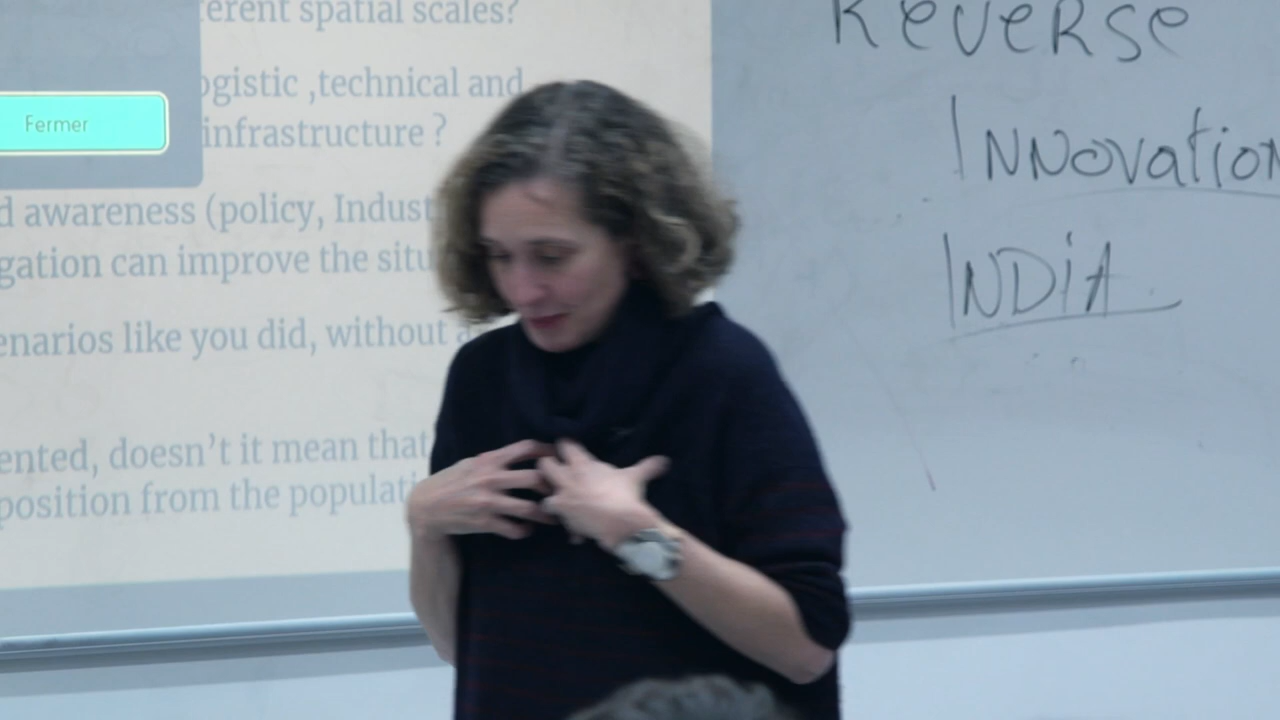 erent spatial scales?
ogistic ,technical and
infrastructure ?
Fermer
d awareness (policy, Indust
gation can improve the situ
enarios like you did, without a
ented, doesn't it mean that
position from the populati
Reverse
Innovation
INDiA